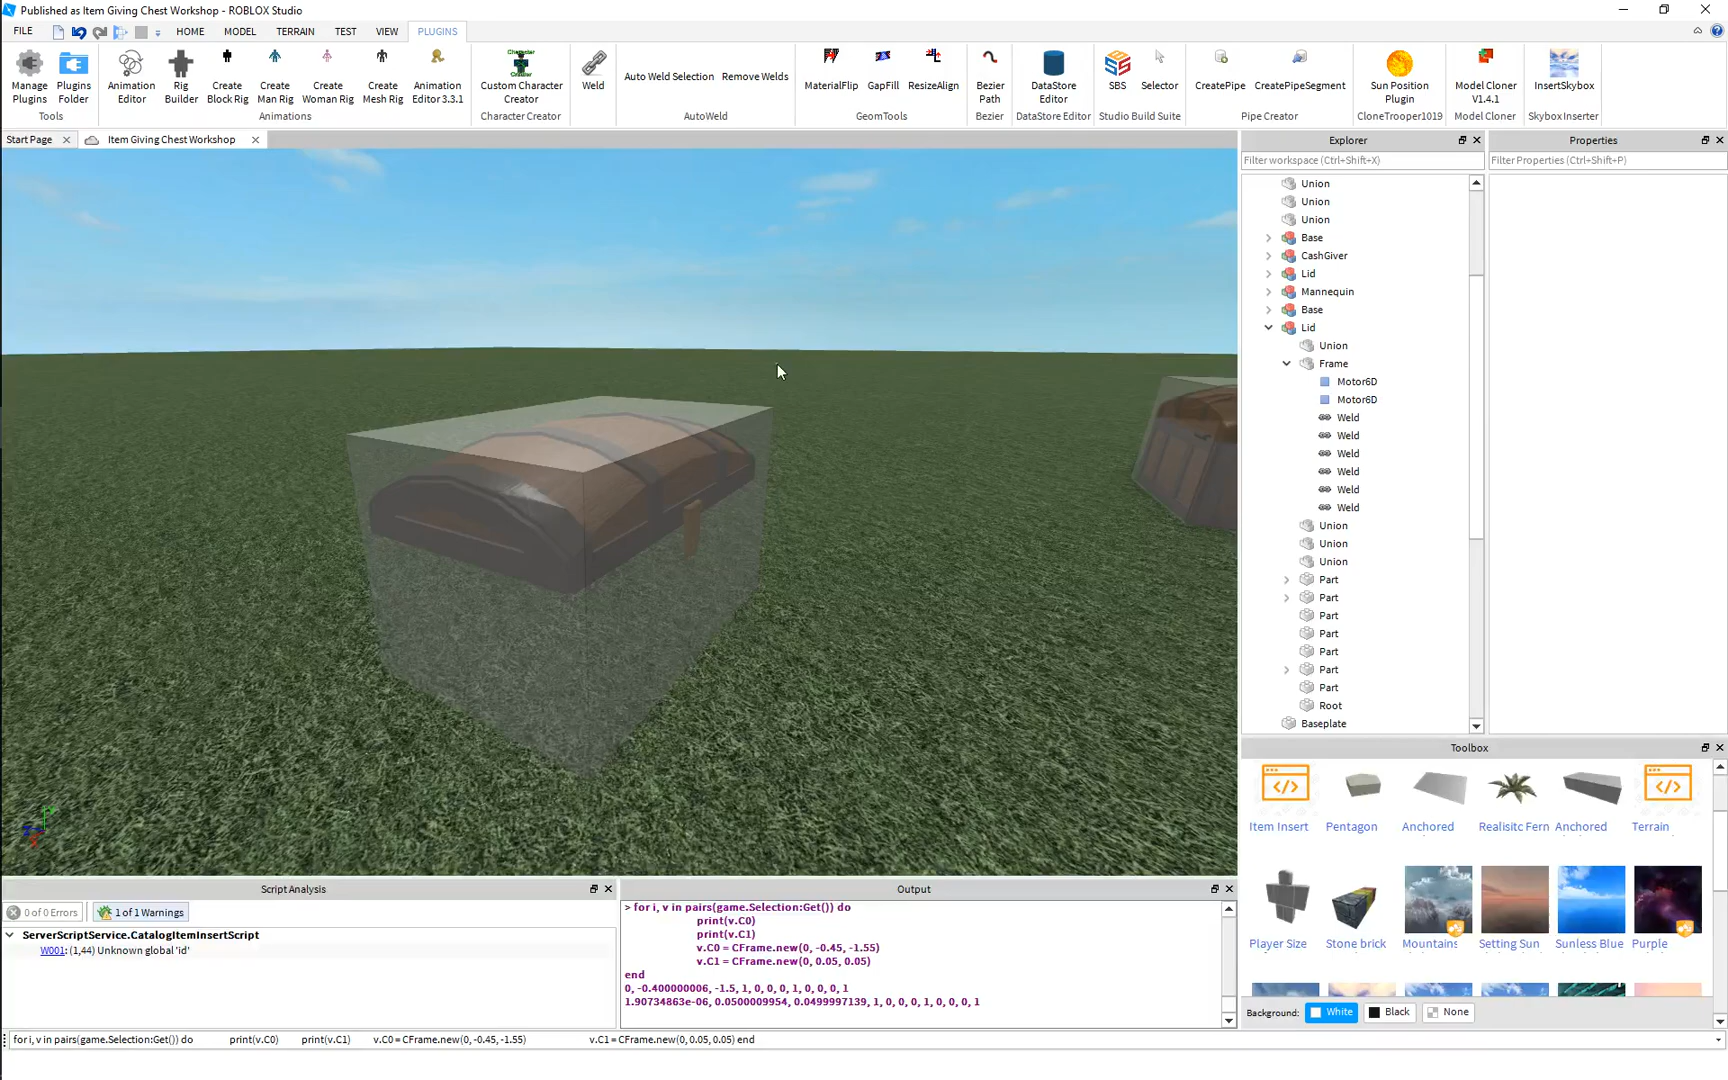 Published as Item Giving Chest Workshop - ROBLOX Studio
FILE HOME MODEL TERRAIN TEST VIEW PLUGINS
Manage Plugins
Plugins Folder
Tools
Animation Editor
Rig Builder
Create Block Rig
Create Man Rig
Create Woman Rig
Create Mesh Rig
Animation Editor 3.3.1
Animations
Character Creator
Custom Character Creator
Character Creator
Weld
Auto Weld Selection
Remove Welds
AutoWeld
MaterialFlip
GapFill
ResizeAlign
GeomTools
Bezier Path
Bezier
DataStore Editor
DataStore Editor
SBS
SBS
Selector
Studio Build Suite
CreatePipe
CreatePipeSegment
Pipe Creator
Sun Position Plugin
CloneTrooper1019
Model Cloner V1.4.1
Model Cloner
InsertSkybox
Skybox Inserter
Start Page
Item Giving Chest Workshop
Explorer
Filter workspace (Ctrl+Shift+X)
Union
Union
Union
Base
CashGiver
Lid
Mannequin
Base
Lid
Union
Frame
Motor6D
Motor6D
Weld
Weld
Weld
Weld
Weld
Weld
Union
Union
Union
Part
Part
Part
Part
Part
Part
Part
Root
Baseplate
Properties
Filter Properties (Ctrl+Shift+P)
Toolbox
Item Insert
Pentagon
Anchored
Realisitc Fern
Anchored
Terrain
Player Size
Stone brick
Mountains
Setting Sun
Sunless Blue
Purple
Background: White Black None
Script Analysis
0 of 0 Errors
1 of 1 Warnings
ServerScriptService.CatalogItemInsertScript
W001: (1,44) Unknown global 'id'
Output
> for i, v in pairs(game.Selection:Get()) do
print(v.C0)
print(v.C1)
v.C0 = CFrame.new(0, -0.45, -1.55)
v.C1 = CFrame.new(0, 0.05, 0.05)
end
0, -0.400000006, -1.5, 1, 0, 0, 0, 1, 0, 0, 0, 1
1.90734863e-06, 0.0500009954, 0.0499997139, 1, 0, 0, 0, 1, 0, 0, 0, 1
for i, v in pairs(game.Selection:Get()) do print(v.C0) print(v.C1) v.C0 = CFrame.new(0, -0.45, -1.55) v.C1 = CFrame.new(0, 0.05, 0.05) end